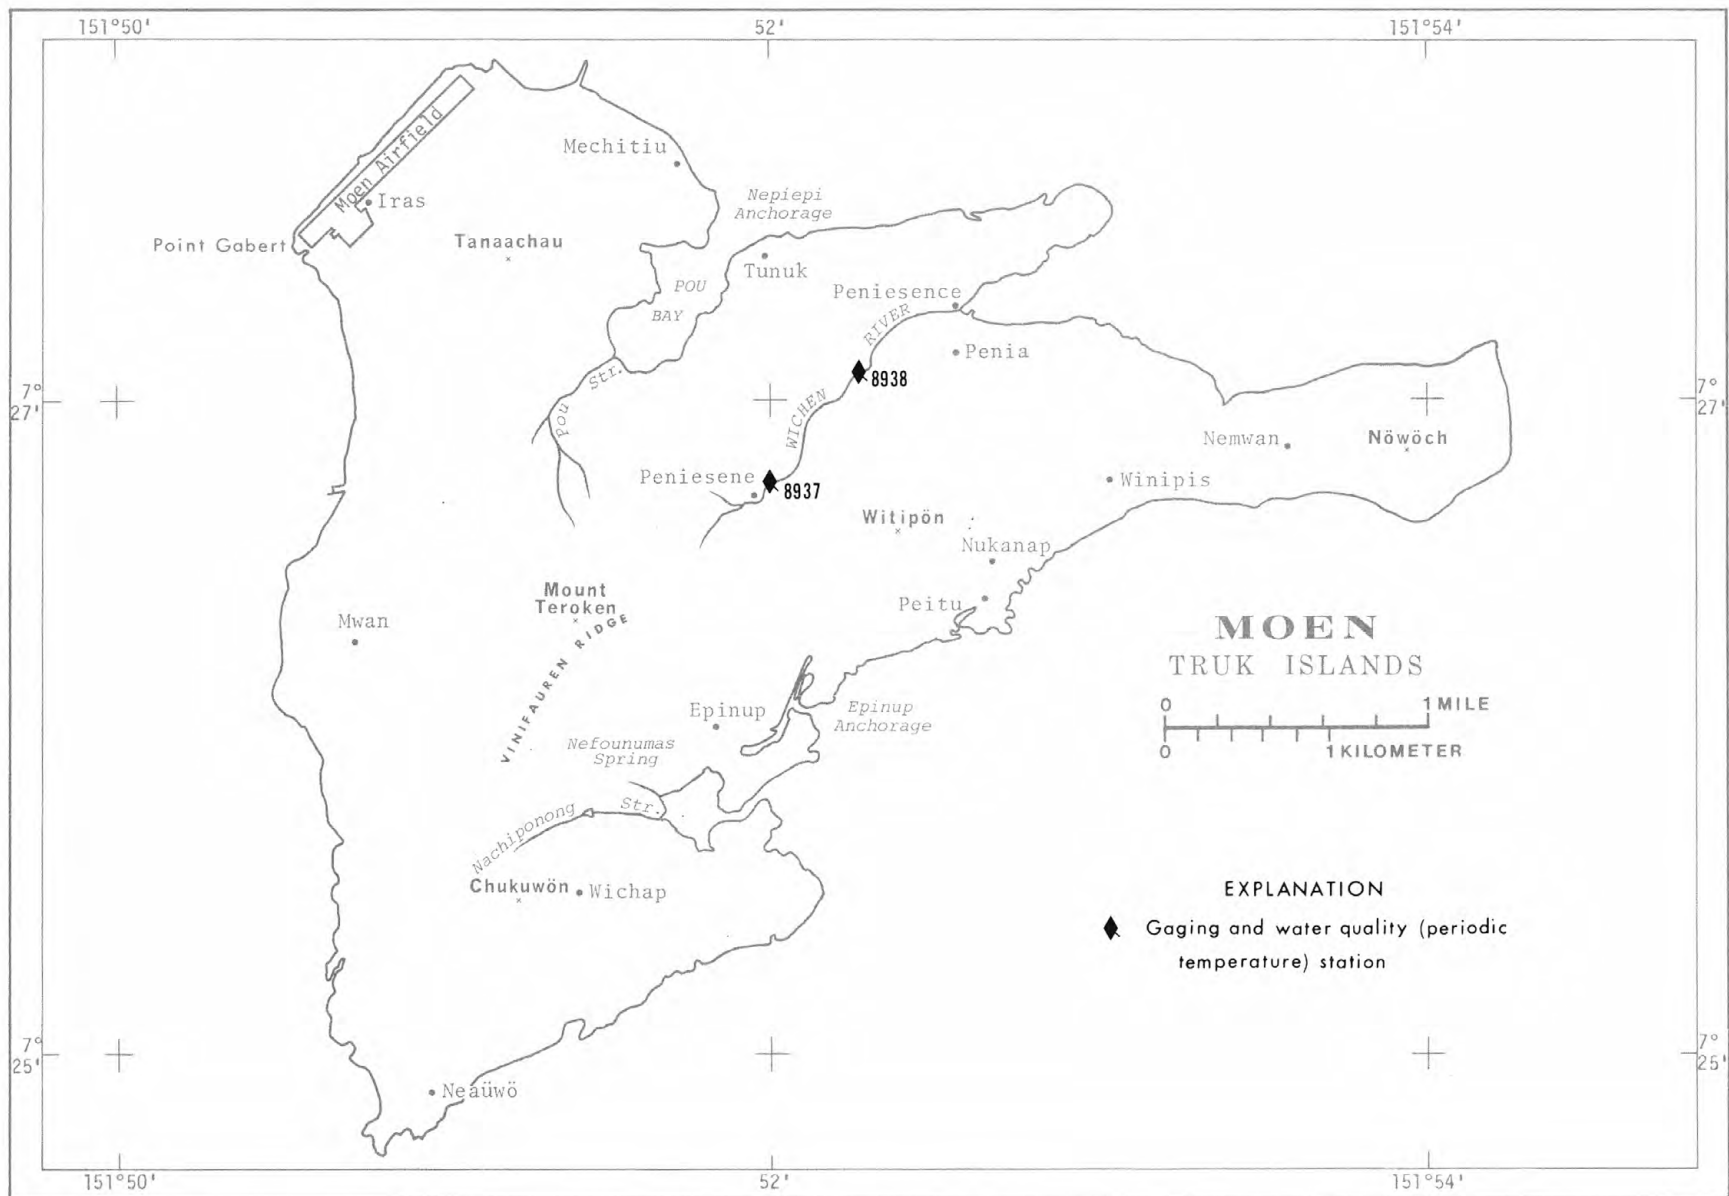 151°50'
52'
151°54'
Moen Airfield
Mechitiu
Iras
Nepiepi
Anchorage
Point Gabert
Tanaachau
Tunuk
POU
BAY
Peniesence
RIVER
Penia
Str.
Pou
8938
7°
27'
7°
27'
WICHEN
Nemwan
Nöwöch
Peniesene
8937
Winipis
Witipön
Nukanap
Mount
Teroken
Peitu
Mwan
VINIFAUREN RIDGE
MOEN
TRUK ISLANDS
0
1 MILE
0
1 KILOMETER
Epinup
Epinup
Anchorage
Nefounumas
Spring
Nachiponong
Str.
Chukuwön
Wichap
EXPLANATION
Gaging and water quality (periodic
temperature) station
7°
25'
7°
25'
Neäüwö
151°50'
52'
151°54'